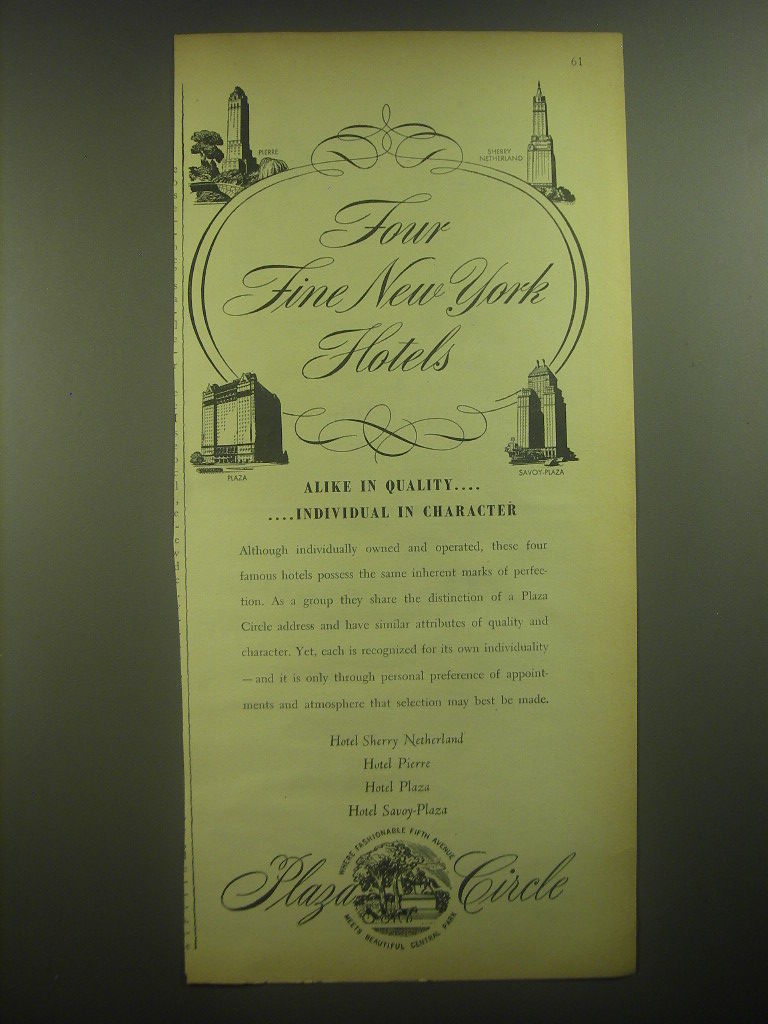 61
PIERRE
SHERRY
NETHERLAND
Four
Fine New York
Hotels
PLAZA
SAVOY-PLAZA
ALIKE IN QUALITY....
....INDIVIDUAL IN CHARACTER
Although individually owned and operated, these four
famous hotels possess the same inherent marks of perfec-
tion. As a group they share the distinction of a Plaza
Circle address and have similar attributes of quality and
character. Yet, each is recognized for its own individuality
—and it is only through personal preference of appoint-
ments and atmosphere that selection may best be made.
Hotel Sherry Netherland
Hotel Pierre
Hotel Plaza
Hotel Savoy-Plaza
WHERE FASHIONABLE FIFTH AVENUE
Plaza Circle
MEETS BEAUTIFUL CENTRAL PARK